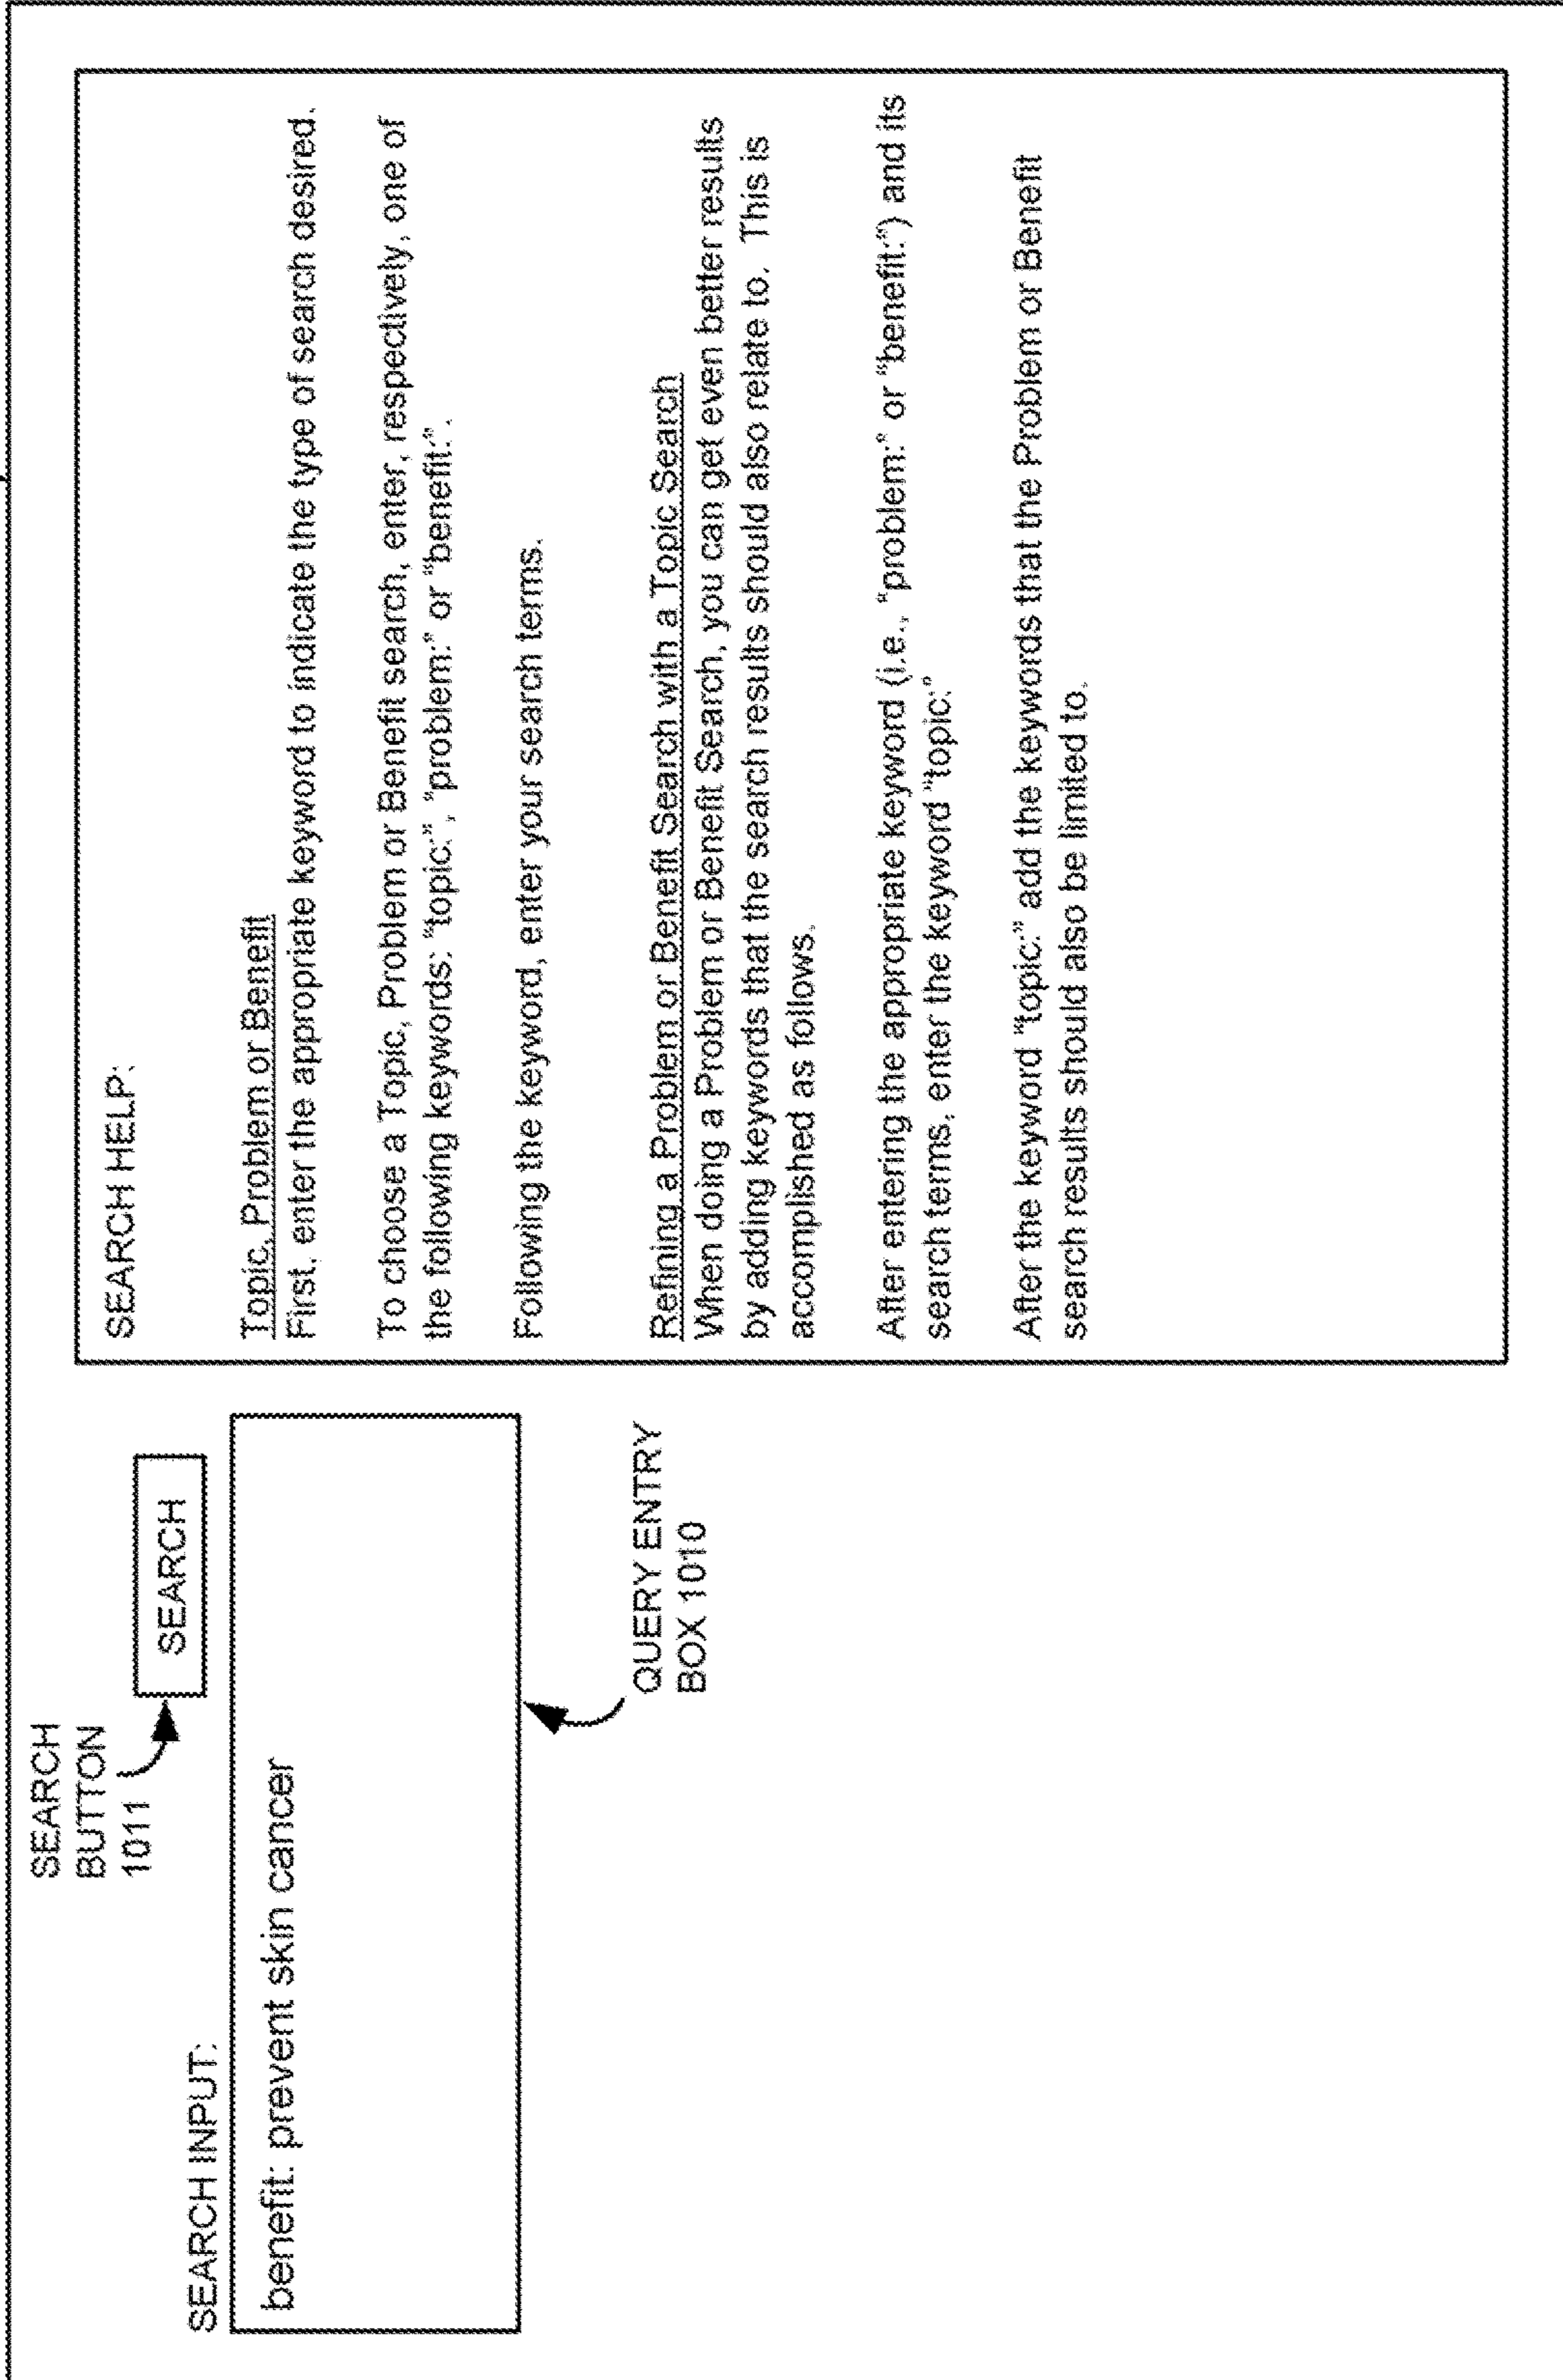 SEARCH
BUTTON
1011
SEARCH
SEARCH INPUT:
benefit: prevent skin cancer
QUERY ENTRY
BOX 1010
SEARCH HELP:
Topic, Problem or Benefit
First, enter the appropriate keyword to indicate the type of search desired.
To choose a Topic, Problem or Benefit search, enter, respectively, one of
the following keywords: “topic:”, “problem:” or “benefit:”.
Following the keyword, enter your search terms.
Refining a Problem or Benefit Search with a Topic Search
When doing a Problem or Benefit Search, you can get even better results
by adding keywords that the search results should also relate to. This is
accomplished as follows.
After entering the appropriate keyword (i.e., “problem:” or “benefit:”) and its
search terms, enter the keyword “topic:”
After the keyword “topic:” add the keywords that the Problem or Benefit
search results should also be limited to.